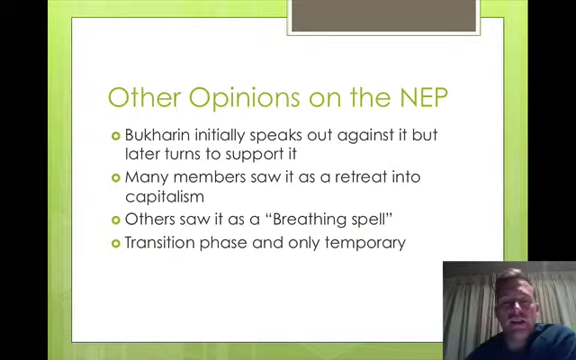 Other Opinions on the NEP
Bukharin initially speaks out against it but
later turns to support it
Many members saw it as a retreat into
capitalism
Others saw it as a “Breathing spell”
Transition phase and only temporary